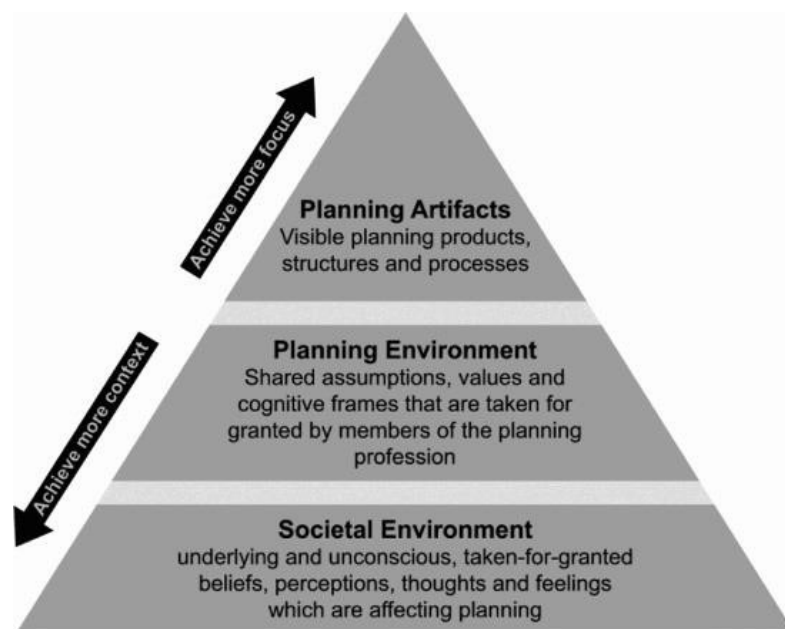 Achieve more focus
Planning Artifacts
Visible planning products,
structures and processes
Achieve more context
Planning Environment
Shared assumptions, values and
cognitive frames that are taken for
granted by members of the planning
profession
Societal Environment
underlying and unconscious, taken-for-granted
beliefs, perceptions, thoughts and feelings
which are affecting planning